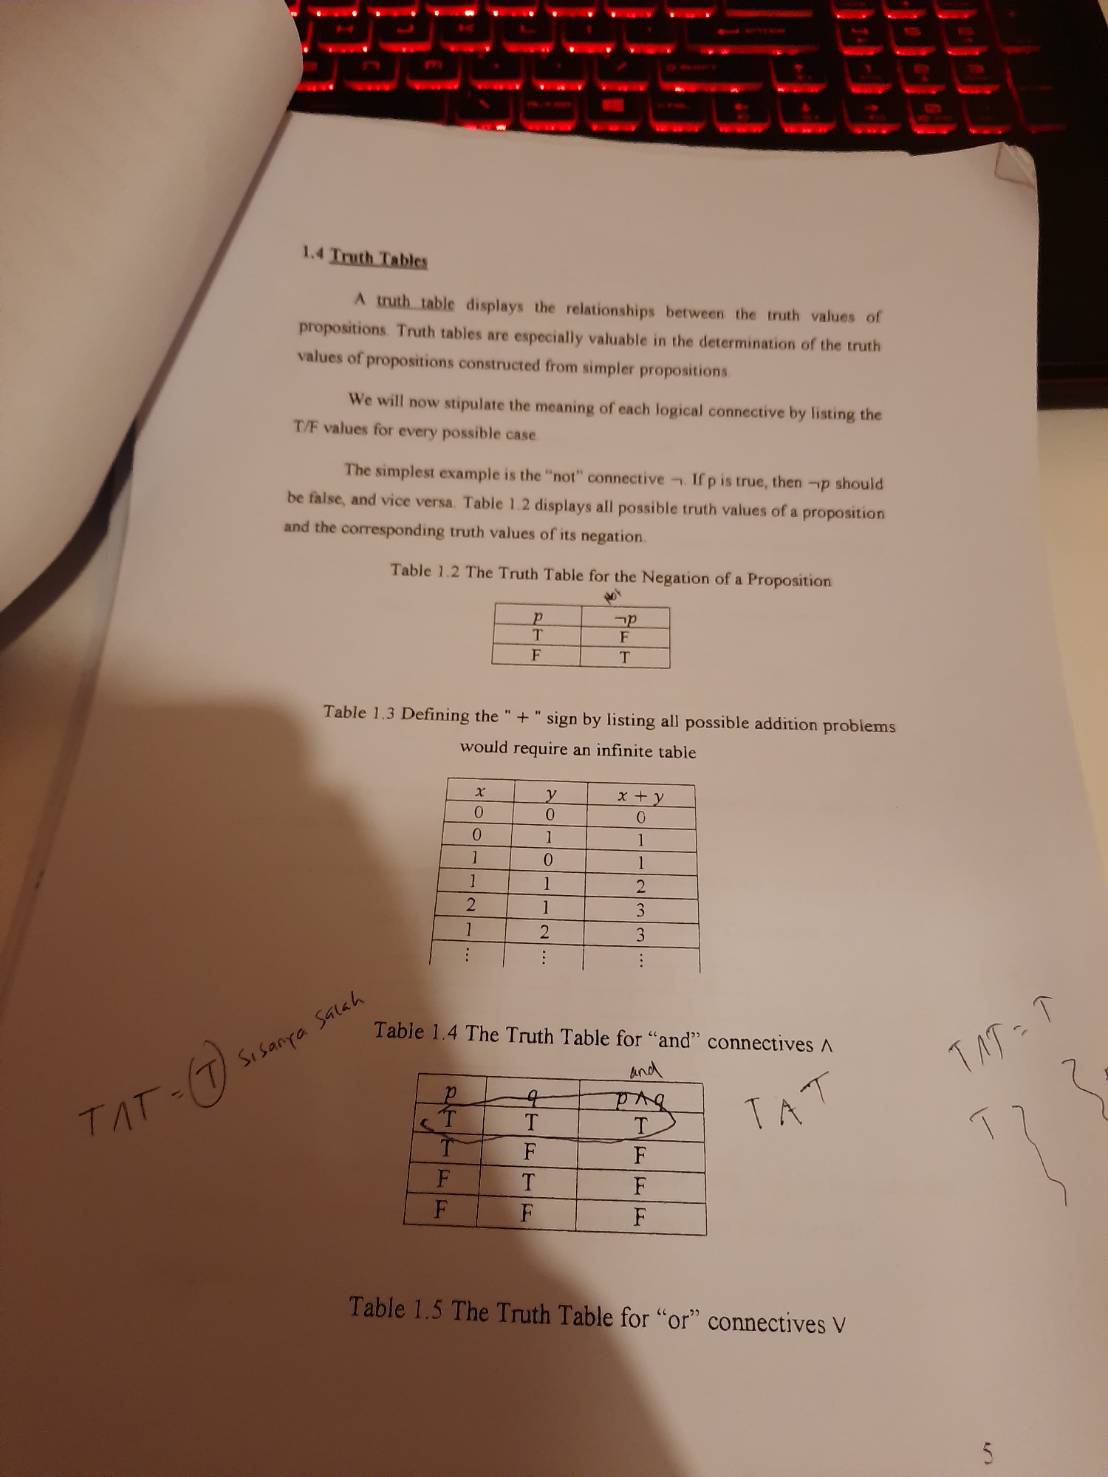 1.4 Truth Tables
A truth table displays the relationships between the truth values of
propositions. Truth tables are especially valuable in the determination of the truth
values of propositions constructed from simpler propositions
We will now stipulate the meaning of each logical connective by listing the
T/F values for every possible case
The simplest example is the "not" connective ¬. If p is true, then ¬p should
be false, and vice versa. Table 1.2 displays all possible truth values of a proposition
and the corresponding truth values of its negation.
Table 1.2 The Truth Table for the Negation of a Proposition
not
p ¬p
T F
F T
Table 1.3 Defining the " + " sign by listing all possible addition problems
would require an infinite table
x y x + y
0 0 0
0 1 1
1 0 1
1 1 2
2 1 3
1 2 3
⋮ ⋮ ⋮
T∧T = T sisanya salah
Table 1.4 The Truth Table for “and” connectives ∧
T∧T = T
and
p q p∧q
T T T
T F F
F T F
F F F
T∧T
T
Table 1.5 The Truth Table for “or” connectives ∨
5